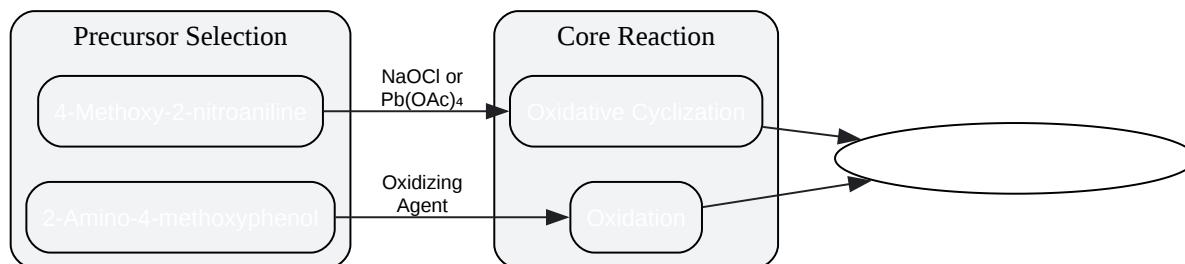 Precursor Selection
Core Reaction
4-Methoxy-2-nitroaniline
NaOCl or
Pb(OAc)₄
Oxidative Cyclization
2-Amino-4-methoxyphenol
Oxidizing
Agent
Oxidation